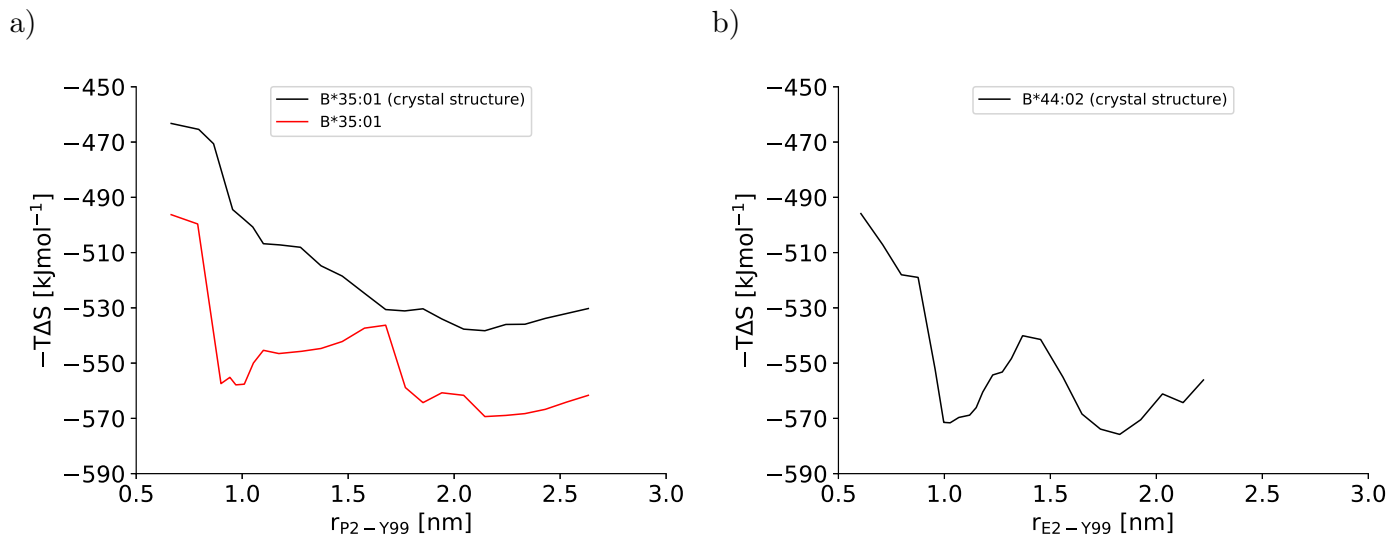 a)
−450
−470
−490
−510
−530
−550
−570
−590
−TΔS [kJmol−1]
B*35:01 (crystal structure)
B*35:01
0.5 1.0 1.5 2.0 2.5 3.0
rP2−Y99 [nm]
b)
−450
−470
−490
−510
−530
−550
−570
−590
−TΔS [kJmol−1]
B*44:02 (crystal structure)
0.5 1.0 1.5 2.0 2.5 3.0
rE2−Y99 [nm]